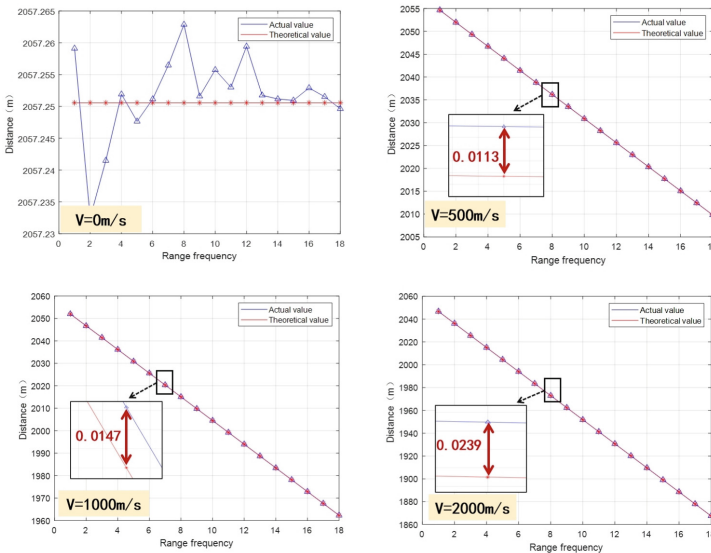 2057.265
2057.26
2057.255
2057.25
2057.245
2057.24
2057.235
2057.23
Distance (m)
Actual value
Theoretical value
V=0m/s
0 2 4 6 8 10 12 14 16 18
Range frequency
2055
2050
2045
2040
2035
2030
2025
2020
2015
2010
2005
Distance (m)
Actual value
Theoretical value
0.0113
V=500m/s
0 2 4 6 8 10 12 14 16 18
Range frequency
2060
2050
2040
2030
2020
2010
2000
1990
1980
1970
1960
Distance (m)
Actual value
Theoretical value
0.0147
V=1000m/s
0 2 4 6 8 10 12 14 16 18
Range frequency
2060
2040
2020
2000
1980
1960
1940
1920
1900
1880
1860
Distance (m)
Actual value
Theoretical value
0.0239
V=2000m/s
0 2 4 6 8 10 12 14 16 18
Range frequency